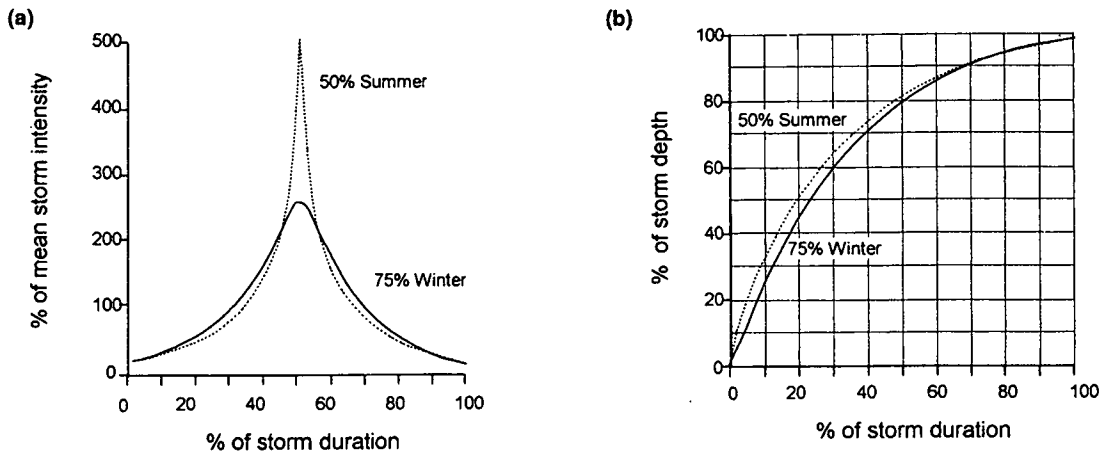 (a)
% of mean storm intensity
500
400
300
200
100
0
50% Summer
75% Winter
0 20 40 60 80 100
% of storm duration
(b)
% of storm depth
100
80
60
40
20
0
50% Summer
75% Winter
0 20 40 60 80 100
% of storm duration